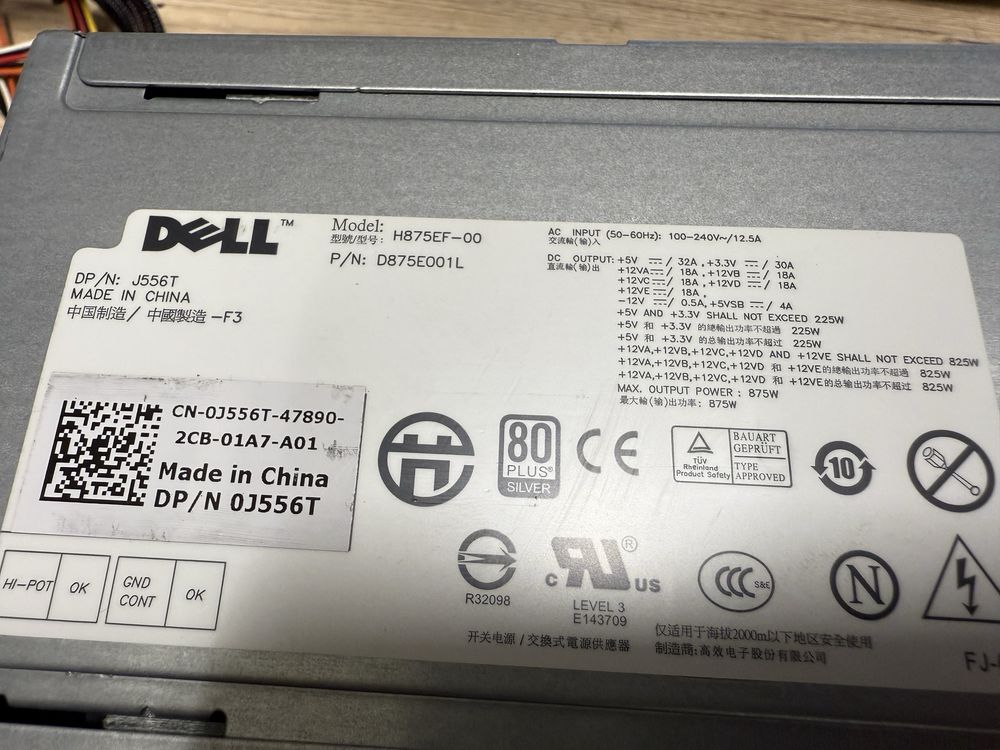 DELL™
Model: H875EF-00
型號/型号:
P/N: D875E001L
DP/N: J556T
MADE IN CHINA
中国制造/ 中國製造 -F3
AC INPUT (50-60Hz): 100-240V~/12.5A
交流輸(输)入
DC OUTPUT: +5V ⎓ / 32A , +3.3V ⎓ / 30A
直流輸(输)出 +12VA ⎓ / 18A , +12VB ⎓ / 18A
+12VC ⎓ / 18A , +12VD ⎓ / 18A
+12VE ⎓ / 18A ,
-12V ⎓ / 0.5A, +5VSB ⎓ / 4A
+5V AND +3.3V SHALL NOT EXCEED 225W
+5V 和 +3.3V 的總輸出功率不超過 225W
+5V 和 +3.3V 的总输出功率不超过 225W
+12VA,+12VB,+12VC,+12VD AND +12VE SHALL NOT EXCEED 825W
+12VA,+12VB,+12VC,+12VD 和 +12VE的總輸出功率不超過 825W
+12VA,+12VB,+12VC,+12VD 和 +12VE的总输出功率不超过 825W
MAX. OUTPUT POWER : 875W
最大輸(输)出功率: 875W
CN-0J556T-47890-
2CB-01A7-A01
Made in China
DP/N 0J556T
80
PLUS®
SILVER
CE
TÜV
Rheinland
Product Safety
BAUART
GEPRÜFT
TYPE
APPROVED
10
HI-POT OK
GND
CONT OK
R32098
c RU® US
LEVEL 3
E143709
CCC S&E
N
开关电源 / 交換式電源供應器
仅适用于海拔2000m以下地区安全使用
制造商: 高效电子股份有限公司
FJ-